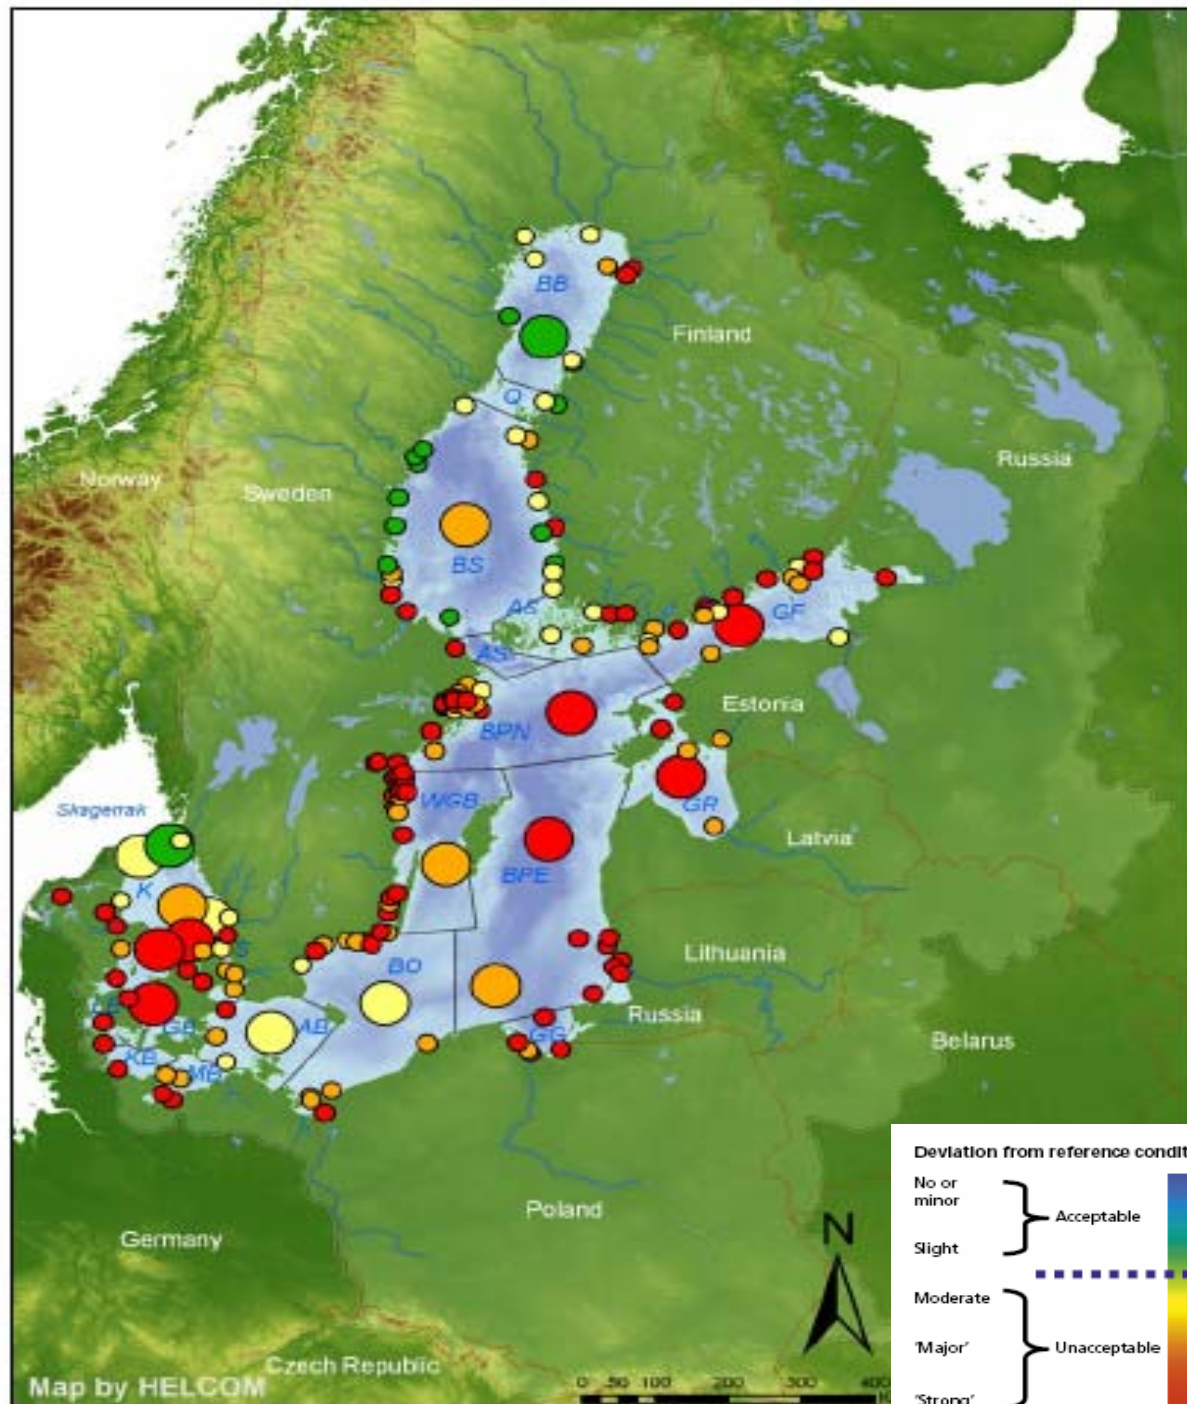 BB
Finland
Q
Russia
Norway
Sweden
BS
AS
GF
AS
Estonia
BPN
WGB
GR
Skagerrak
Latvia
BPE
K
Lithuania
BO
Russia
AB
GG
Belarus
KB
MB
Deviation from reference condit
No or
minor
Acceptable
Slight
Moderate
'Major'
Unacceptable
'Strong'
Poland
N
Germany
Czech Republic
Map by HELCOM
0 50 100 200 300 400